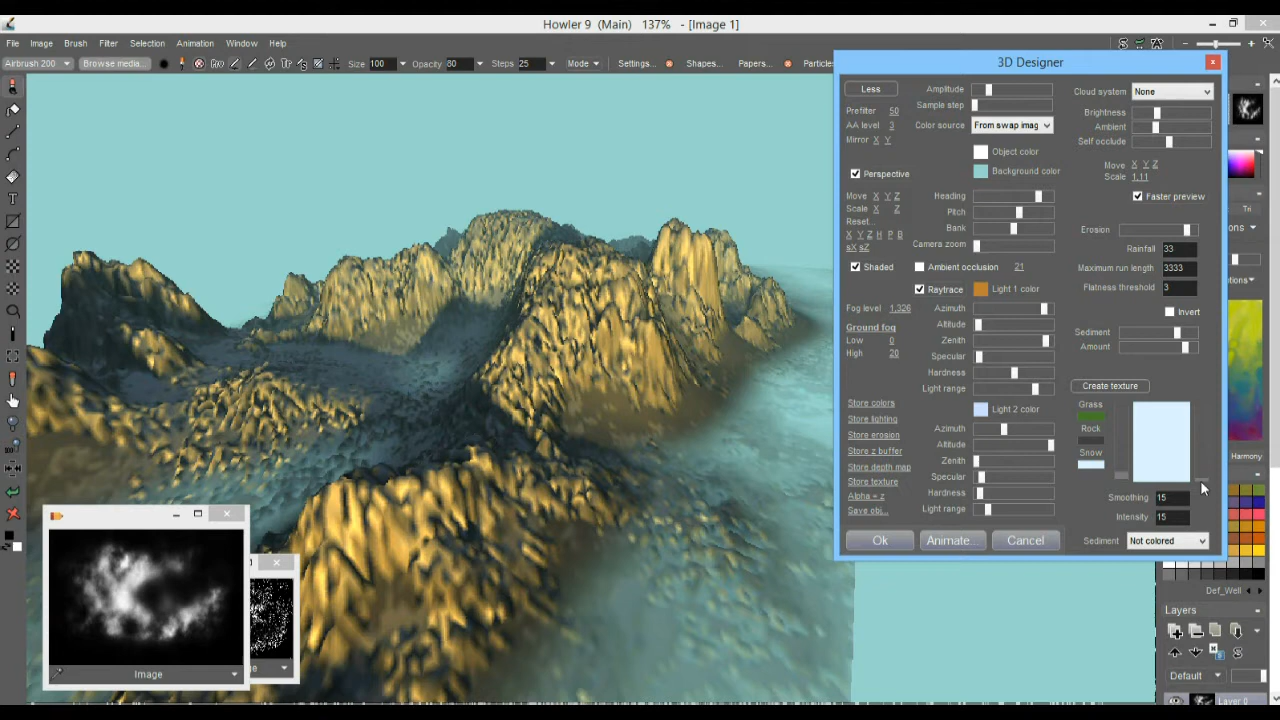 Howler 9 (Main) 137% - [Image 1]
File Image Brush Filter Selection Animation Window Help
Airbrush 200 Browse media... Size 100 Opacity 80 Steps 25 Mode Settings... Shapes... Papers... Particles
3D Designer
Less
Prefilter 50
AA level 3
Mirror X Y
Perspective
Move X Y Z
Scale X Z
Reset...
X Y Z H P B
sX sZ
Shaded
Fog level 1,326
Ground fog
Low 0
High 20
Store colors
Store lighting
Store erosion
Store z buffer
Store depth map
Store texture
Alpha = z
Save obj...
Amplitude
Sample step
Color source From swap imag
Object color
Background color
Heading
Pitch
Bank
Camera zoom
Ambient occlusion 21
Raytrace Light 1 color
Azimuth
Altitude
Zenith
Specular
Hardness
Light range
Light 2 color
Azimuth
Altitude
Zenith
Specular
Hardness
Light range
Cloud system None
Brightness
Ambient
Self occlude
Move X Y Z
Scale 1,11
Faster preview
Erosion
Rainfall 33
Maximum run length 3333
Flatness threshold 3
Invert
Sediment
Amount
Create texture
Grass
Rock
Snow
Smoothing 15
Intensity 15
Sediment Not colored
Ok Animate... Cancel
Harmony
Def_Well
Layers
Default
Layer 0
Image